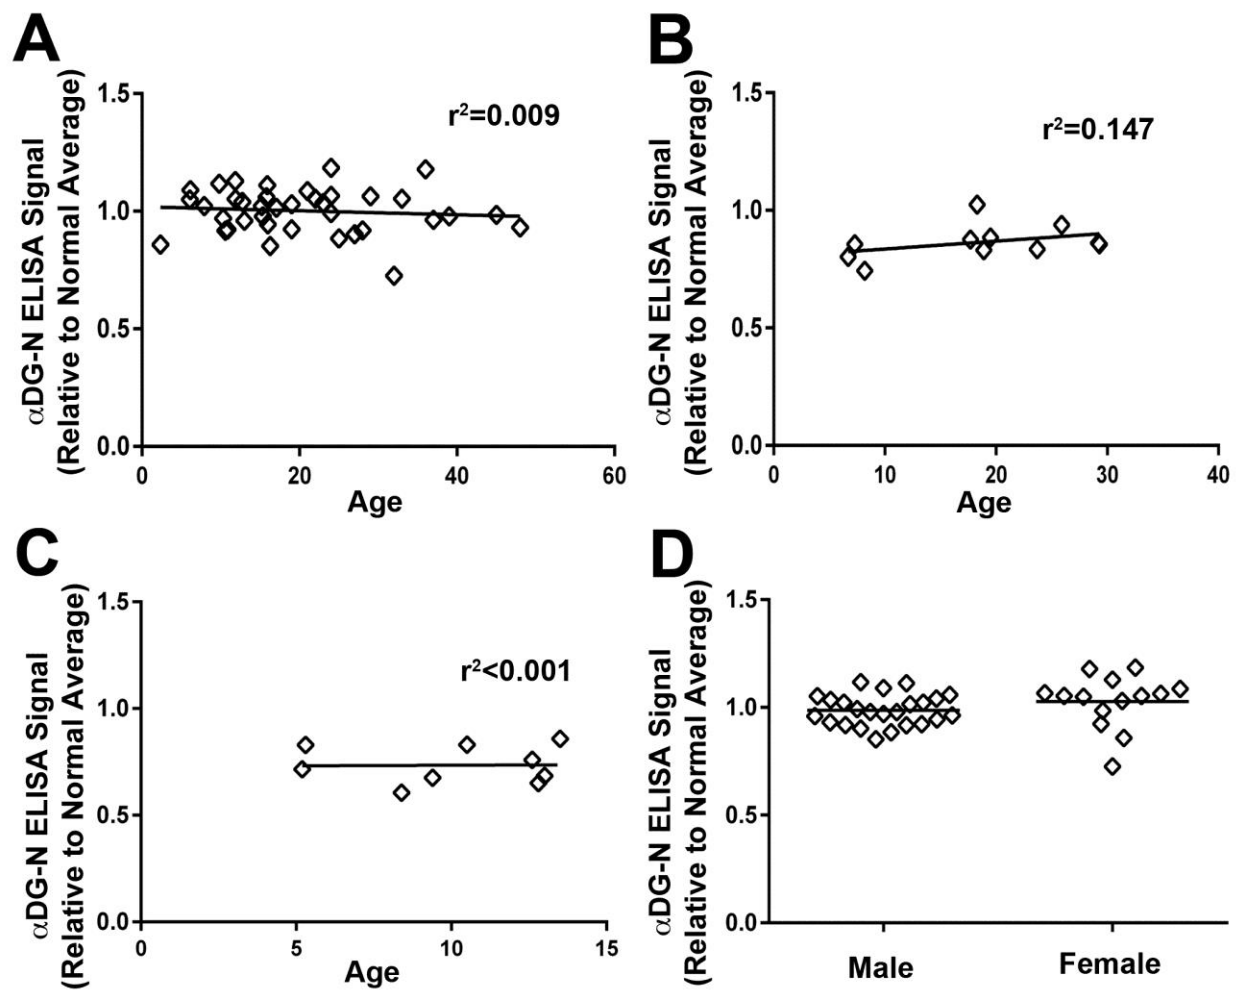 A
αDG-N ELISA Signal
(Relative to Normal Average)
1.5
1.0
0.5
0.0
r²=0.009
0 20 40 60
Age
B
αDG-N ELISA Signal
(Relative to Normal Average)
1.5
1.0
0.5
0.0
r²=0.147
0 10 20 30 40
Age
C
αDG-N ELISA Signal
(Relative to Normal Average)
1.5
1.0
0.5
0.0
r²<0.001
0 5 10 15
Age
D
αDG-N ELISA Signal
(Relative to Normal Average)
1.5
1.0
0.5
0.0
Male Female